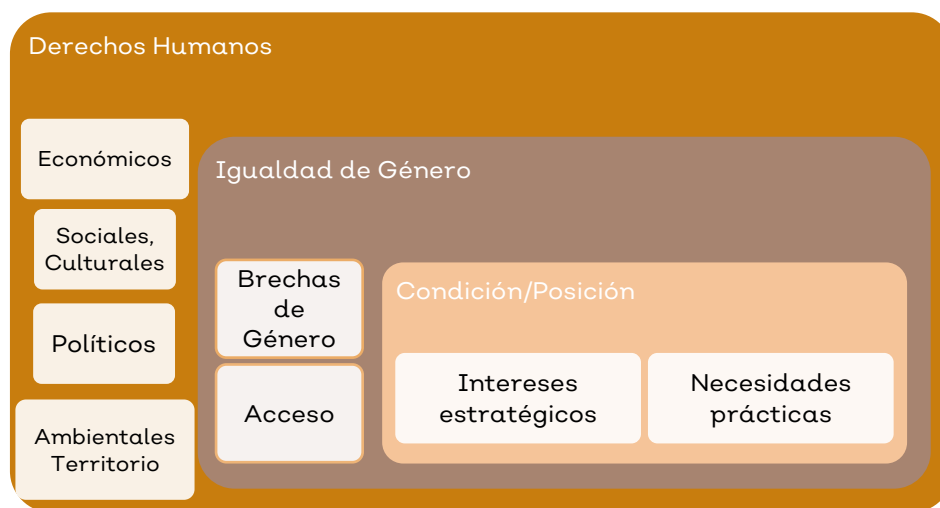 Derechos Humanos
Económicos
Sociales,
Culturales
Políticos
Ambientales
Territorio
Igualdad de Género
Brechas
de
Género
Acceso
Condición/Posición
Intereses
estratégicos
Necesidades
prácticas